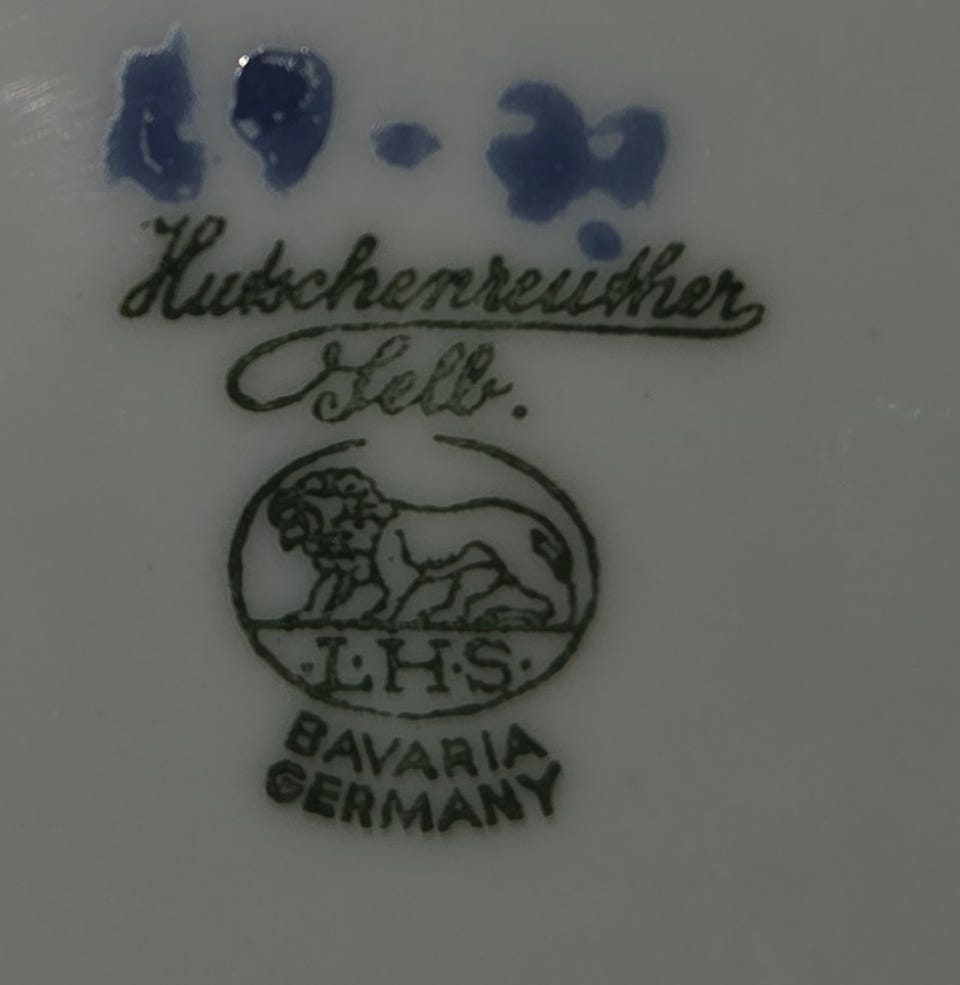 Hutschenreuther
Selb.
·L·H·S·
BAVARIA
GERMANY